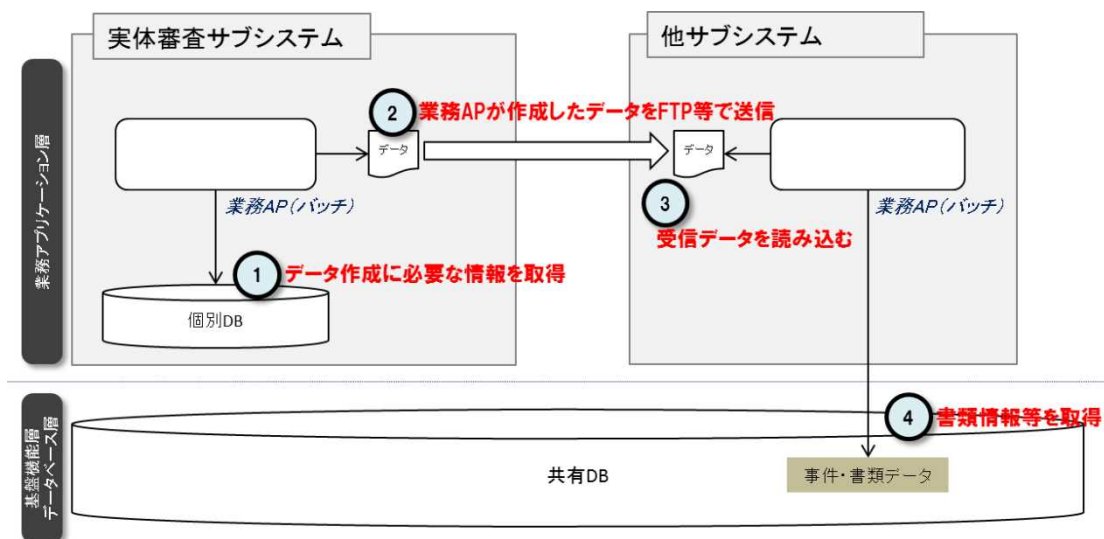 実体審査サブシステム
他サブシステム
業務アプリケーション層
2
業務APが作成したデータをFTP等で送信
データ
データ
業務AP(バッチ)
3
業務AP(バッチ)
受信データを読み込む
1
データ作成に必要な情報を取得
個別DB
基盤機能層
データベース層
4
書類情報等を取得
共有DB
事件・書類データ